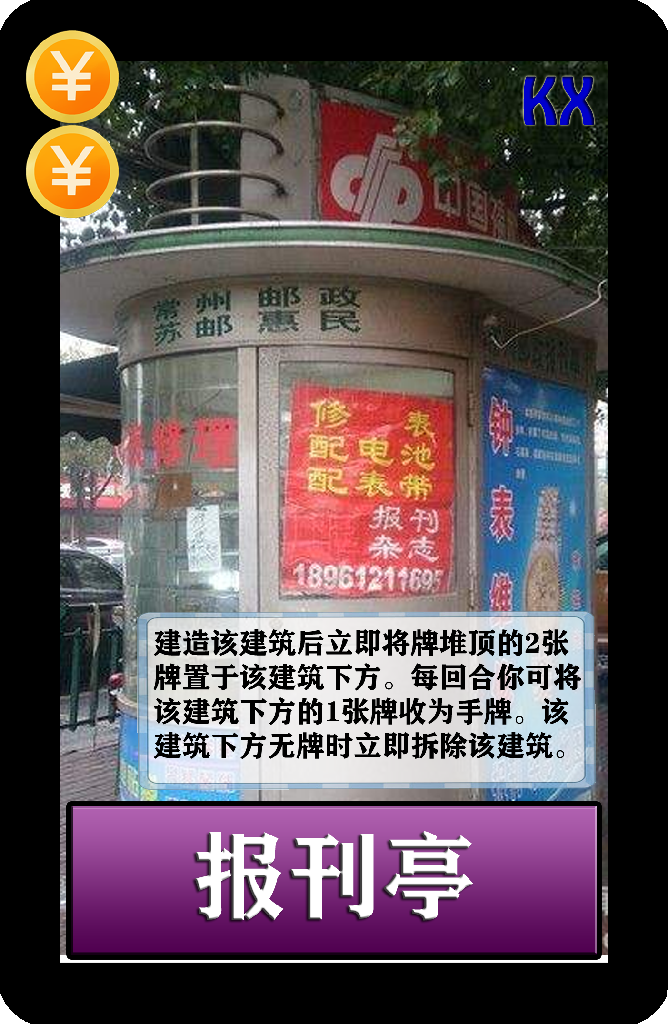 ¥
¥
KX
中国福
常州邮政
苏邮惠民
修 表
配电池
配表带
报刊
杂志
18961211695
修理
钟表维
建造该建筑后立即将牌堆顶的2张
牌置于该建筑下方。每回合你可将
该建筑下方的1张牌收为手牌。该
建筑下方无牌时立即拆除该建筑。
报刊亭